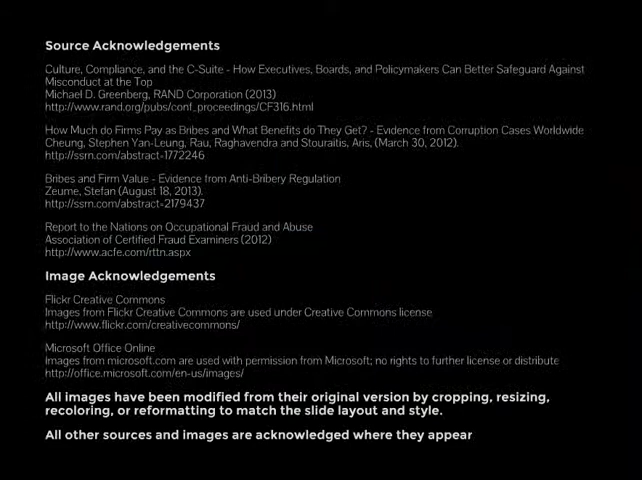 Source Acknowledgements
Culture, Compliance, and the C-Suite - How Executives, Boards, and Policymakers Can Better Safeguard Against
Misconduct at the Top
Michael D. Greenberg, RAND Corporation (2013)
http://www.rand.org/pubs/conf_proceedings/CF316.html
How Much do Firms Pay as Bribes and What Benefits do They Get? - Evidence from Corruption Cases Worldwide
Cheung, Stephen Yan-Leung, Rau, Raghavendra and Stouraitis, Aris, (March 30, 2012).
http://ssrn.com/abstract=1772246
Bribes and Firm Value - Evidence from Anti-Bribery Regulation
Zeume, Stefan (August 18, 2013).
http://ssrn.com/abstract=2179437
Report to the Nations on Occupational Fraud and Abuse
Association of Certified Fraud Examiners (2012)
http://www.acfe.com/rttn.aspx
Image Acknowledgements
Flickr Creative Commons
Images from Flickr Creative Commons are used under Creative Commons license
http://www.flickr.com/creativecommons/
Microsoft Office Online
Images from microsoft.com are used with permission from Microsoft; no rights to further license or distribute
http://office.microsoft.com/en-us/images/
All images have been modified from their original version by cropping, resizing,
recoloring, or reformatting to match the slide layout and style.
All other sources and images are acknowledged where they appear